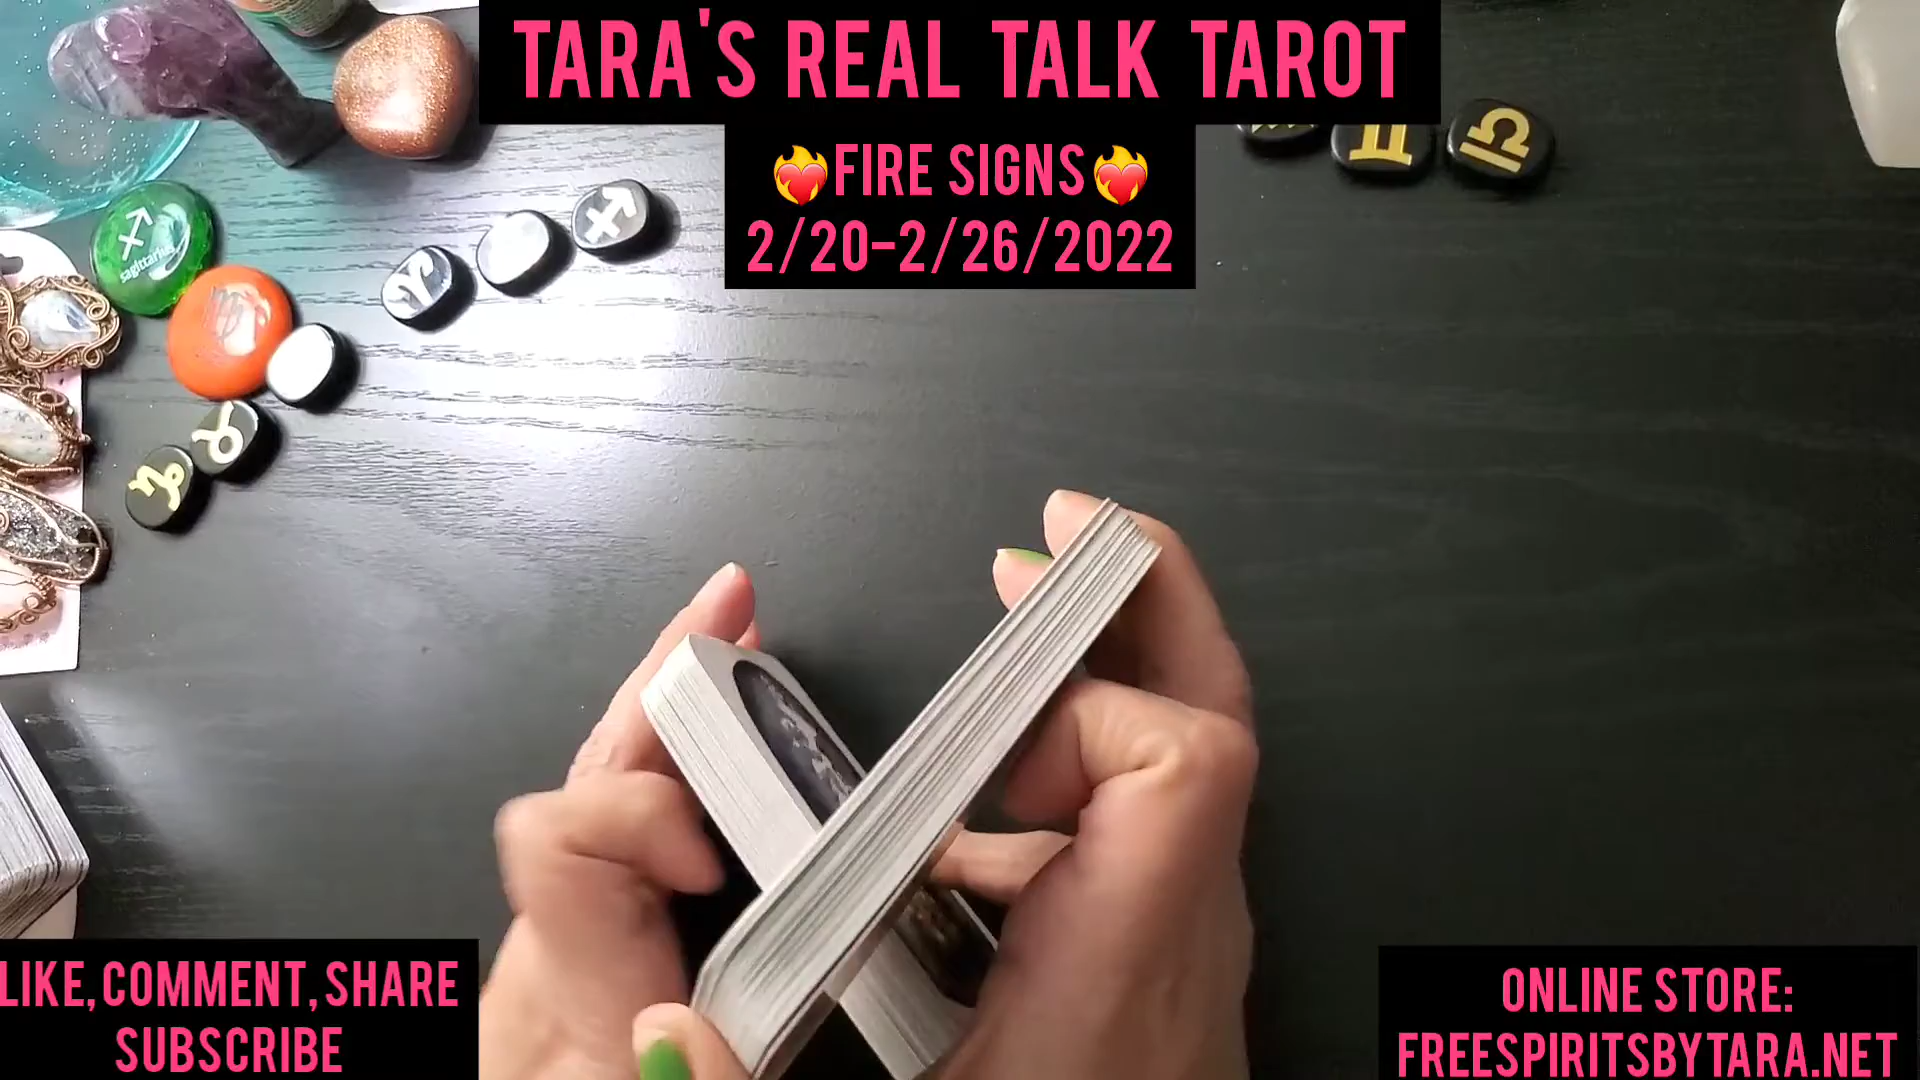 TARA'S REAL TALK TAROT
❤️‍🔥FIRE SIGNS❤️‍🔥
2/20-2/26/2022
sagittarius
LIKE, COMMENT, SHARE
SUBSCRIBE
ONLINE STORE:
FREESPIRITSBYTARA.NET